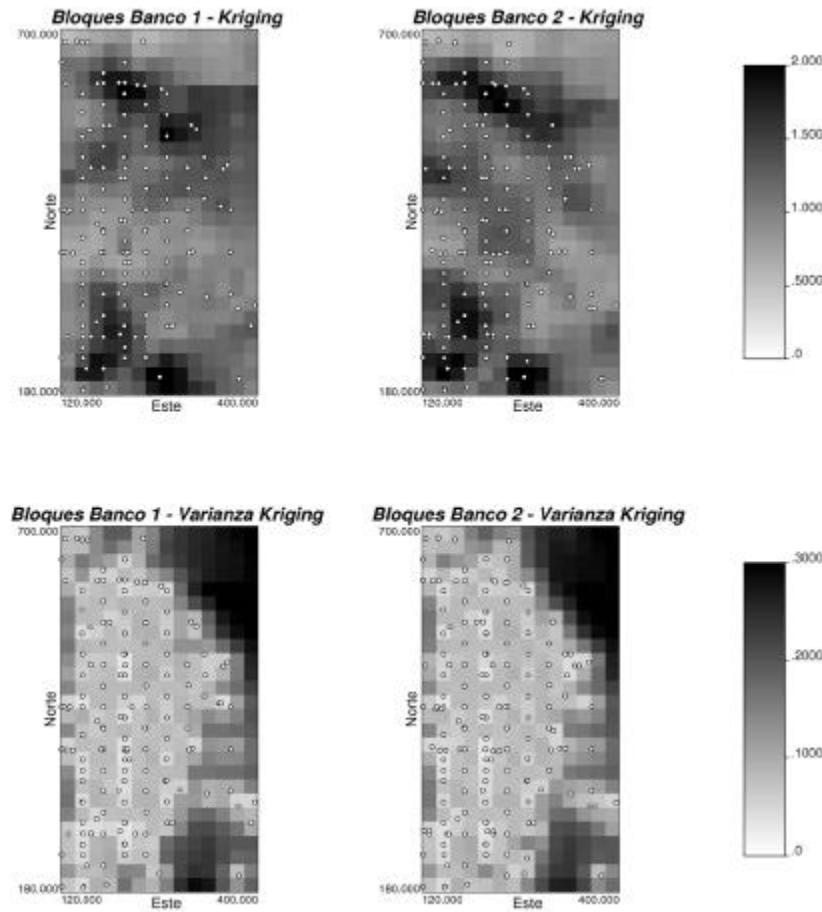 Bloques Banco 1 - Kriging
Bloques Banco 2 - Kriging
700.000
Norte
180.000
120.000
Este
400.000
700.000
Norte
180.000
120.000
Este
400.000
2.000
1.500
1.000
.5000
.0
Bloques Banco 1 - Varianza Kriging
Bloques Banco 2 - Varianza Kriging
700.000
Norte
180.000
120.000
Este
400.000
700.000
Norte
180.000
120.000
Este
400.000
.3000
.2000
.1000
.0